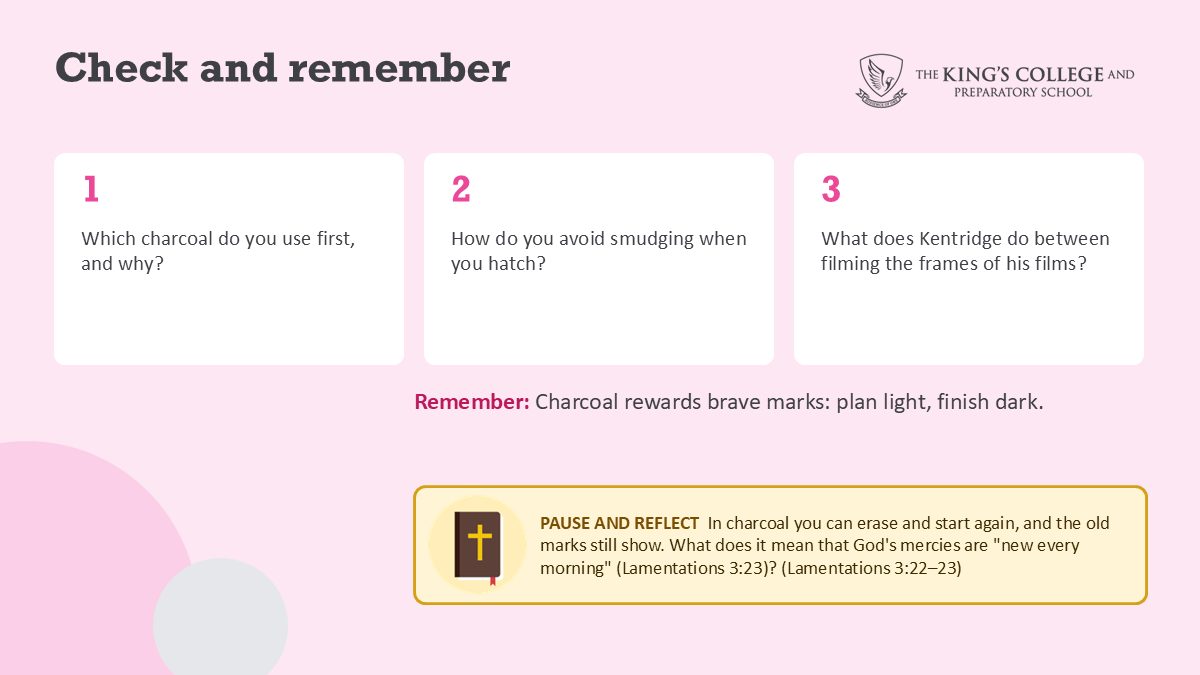 Check and remember
THE KING'S COLLEGE AND
PREPARATORY SCHOOL
1
Which charcoal do you use first,
and why?
2
How do you avoid smudging when
you hatch?
3
What does Kentridge do between
filming the frames of his films?
Remember: Charcoal rewards brave marks: plan light, finish dark.
PAUSE AND REFLECT In charcoal you can erase and start again, and the old
marks still show. What does it mean that God's mercies are "new every
morning" (Lamentations 3:23)? (Lamentations 3:22–23)